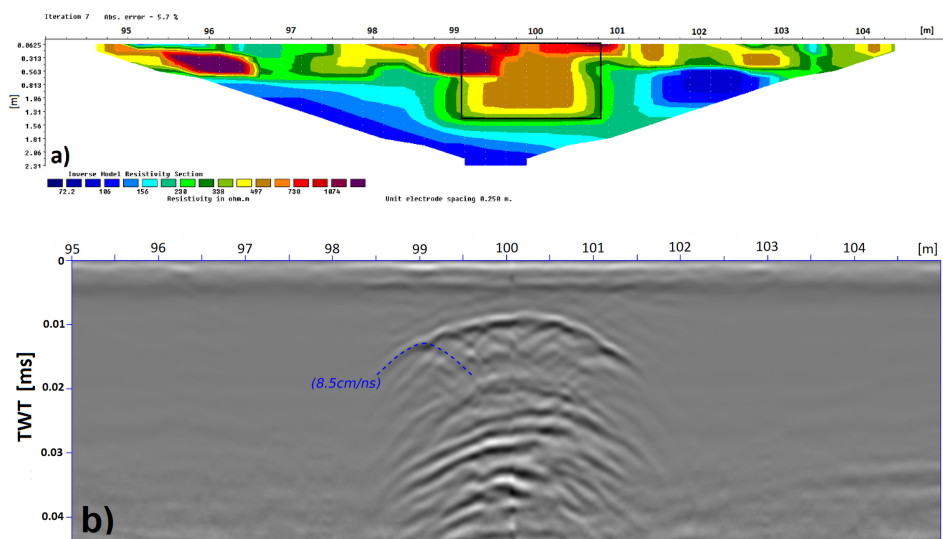 Iteration 7 Abs. error - 5.7 %
95 96 97 98 99 100 101 102 103 104 [m]
0.0625
0.313
0.563
0.813
1.06
1.31
1.56
1.81
2.06
2.31
[m]
a)
Inverse Model Resistivity Section
72.2 106 156 230 338 497 730 1074
Resistivity in ohm.m Unit electrode spacing 0.250 m.
95 96 97 98 99 100 101 102 103 104 [m]
0
0.01
0.02
0.03
0.04
TWT [ms]
(8.5cm/ns)
b)